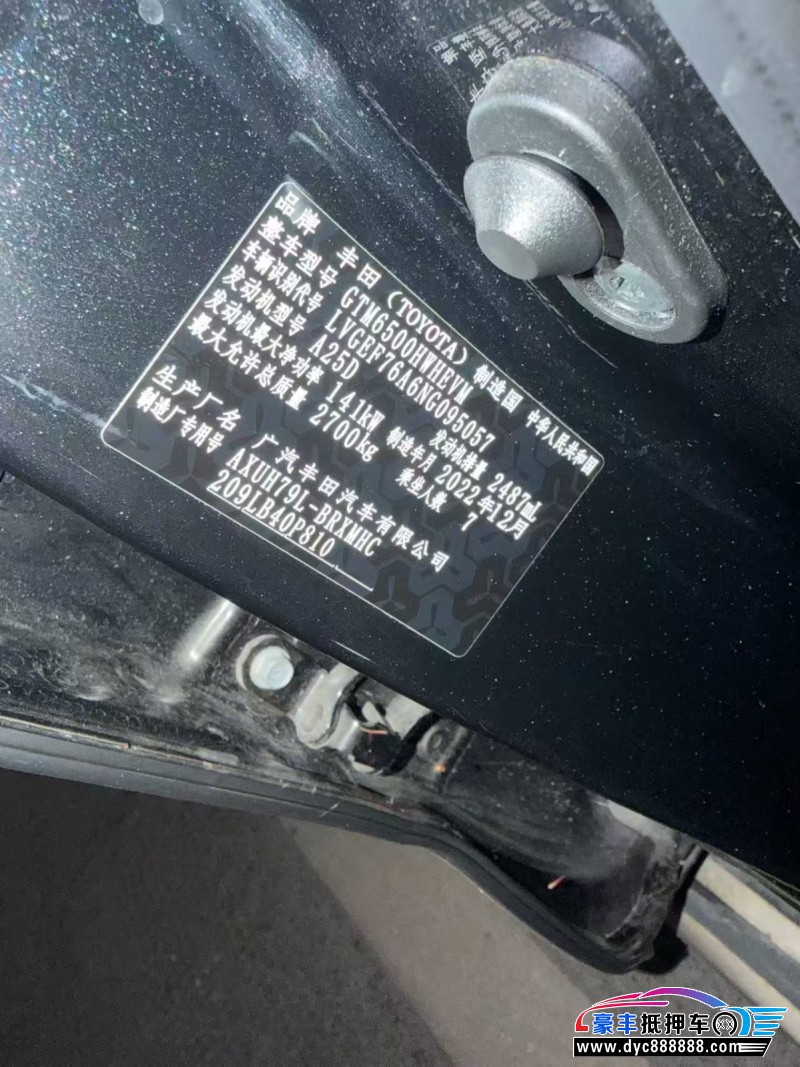 品牌 丰田(TOYOTA) 制造国 中华人民共和国
整车型号 GTM6500HWHEVM
车辆识别代号 LVGEF76A6NG095057
发动机型号 A25D 发动机排量 2487mL
发动机最大净功率 141kW 制造年月 2022年12月
最大允许总质量 2700kg 乘坐人数 7
生产厂名 广汽丰田汽车有限公司
制造厂专用号 AXUH79L-BRXMHC
209LB40P810
豪丰抵押车
www.dyc888888.com